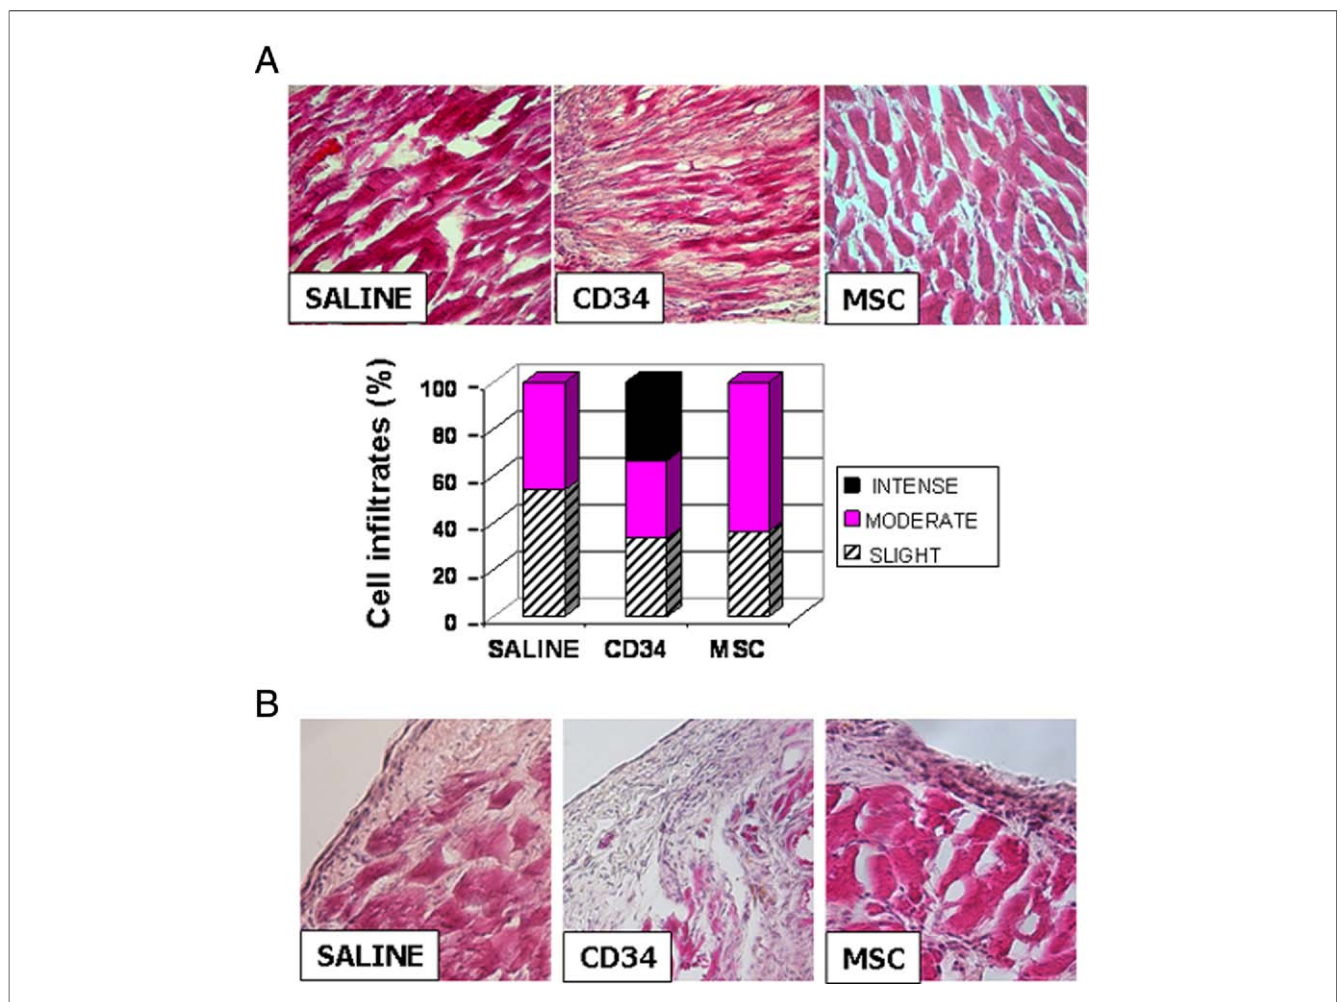 A
SALINE
CD34
MSC
Cell infiltrates (%)
100
80
60
40
20
0
SALINE CD34 MSC
INTENSE
MODERATE
SLIGHT
B
SALINE
CD34
MSC